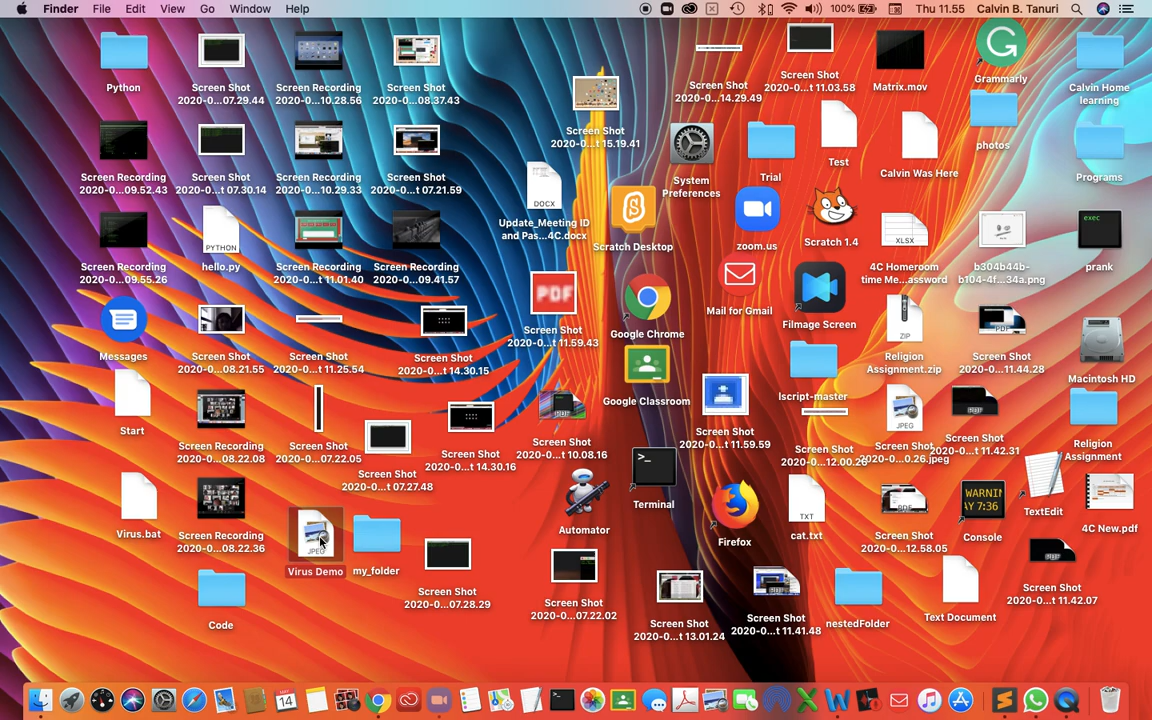 Finder File Edit View Go Window Help 100% Thu 11.55 Calvin B. Tanuri
Python
Screen Shot
2020-0...07.29.44
Screen Recording
2020-0...10.28.56
Screen Shot
2020-0...08.37.43
Screen Shot
2020-0...t 15.19.41
Screen Shot
2020-0...t 14.29.49
Screen Shot
2020-0...t 11.03.58
Matrix.mov
G
Grammarly
Calvin Home
learning
Screen Recording
2020-0...09.52.43
Screen Shot
2020-0...t 07.30.14
Screen Recording
2020-0...10.29.33
Screen Shot
2020-0...t 07.21.59
DOCX
Update_Meeting ID
and Pas...4C.docx
System
Preferences
Trial
Test
Calvin Was Here
photos
Programs
Screen Recording
2020-0...09.55.26
PYTHON
hello.py
Screen Recording
2020-0...11.01.40
Screen Recording
2020-0...09.41.57
Scratch Desktop
zoom.us
Scratch 1.4
XLSX
4C Homeroom
time Me...assword
b304b44b-
b104-4f...34a.png
exec
prank
Messages
Screen Shot
2020-0...08.21.55
Screen Shot
2020-0...t 11.25.54
Screen Shot
2020-0...t 14.30.15
PDF
Screen Shot
2020-0...t 11.59.43
Google Chrome
Mail for Gmail
Filmage Screen
ZIP
Religion
Assignment.zip
PDF
Screen Shot
2020-0...t 11.44.28
Macintosh HD
Start
Screen Recording
2020-0...08.22.08
Screen Shot
2020-0...t 07.22.05
Screen Shot
2020-0...t 07.27.48
Screen Shot
2020-0...t 14.30.16
PDF
Screen Shot
2020-0...t 10.08.16
Google Classroom
Screen Shot
2020-0...t 11.59.59
lscript-master
Screen Shot
2020-0...12.00.26
JPEG
Screen Shot
2020-0...0.26.jpeg
PDF
Screen Shot
2020-0...t 11.42.31
Religion
Assignment
Virus.bat
Screen Recording
2020-0...08.22.36
JPEG
Virus Demo
my_folder
Screen Shot
2020-0...t 07.28.29
Automator
>_
Terminal
Firefox
TXT
cat.txt
PDF
Screen Shot
2020-0...12.58.05
WARNIN
AY 7:36
Console
TextEdit
4C New.pdf
Code
Screen Shot
2020-0...t 07.22.02
Screen Shot
2020-0...t 13.01.24
Screen Shot
2020-0...t 11.41.48
nestedFolder
Text Document
PDF
Screen Shot
2020-0...t 11.42.07
MAY
14